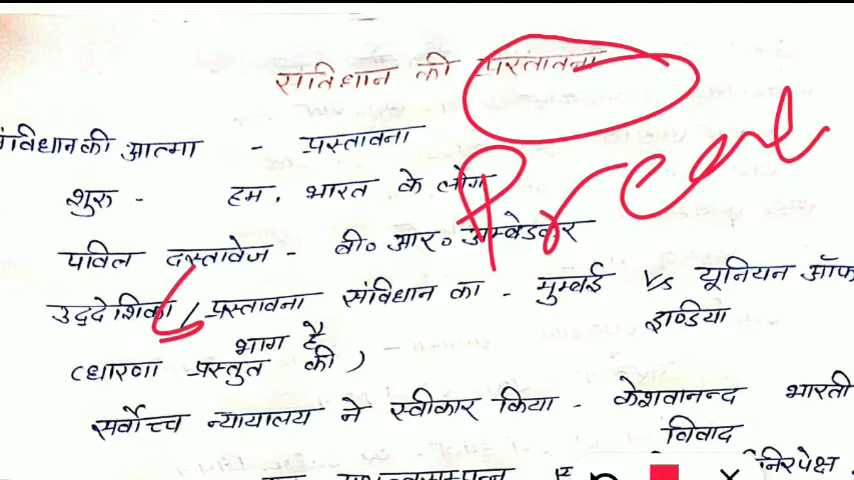 संविधान की प्रस्तावना
संविधान की आत्मा - प्रस्तावना
शुरु - हम, भारत के लोग
पवित्र दस्तावेज - बी० आर० अम्बेडकर
उद्देशिका / प्रस्तावना संविधान का - मुम्बई Vs यूनियन ऑफ
भाग है इण्डिया
(धारणा प्रस्तुत की)
सर्वोच्च न्यायालय ने स्वीकार किया - केशवानन्द भारती
विवाद
निरपेक्ष